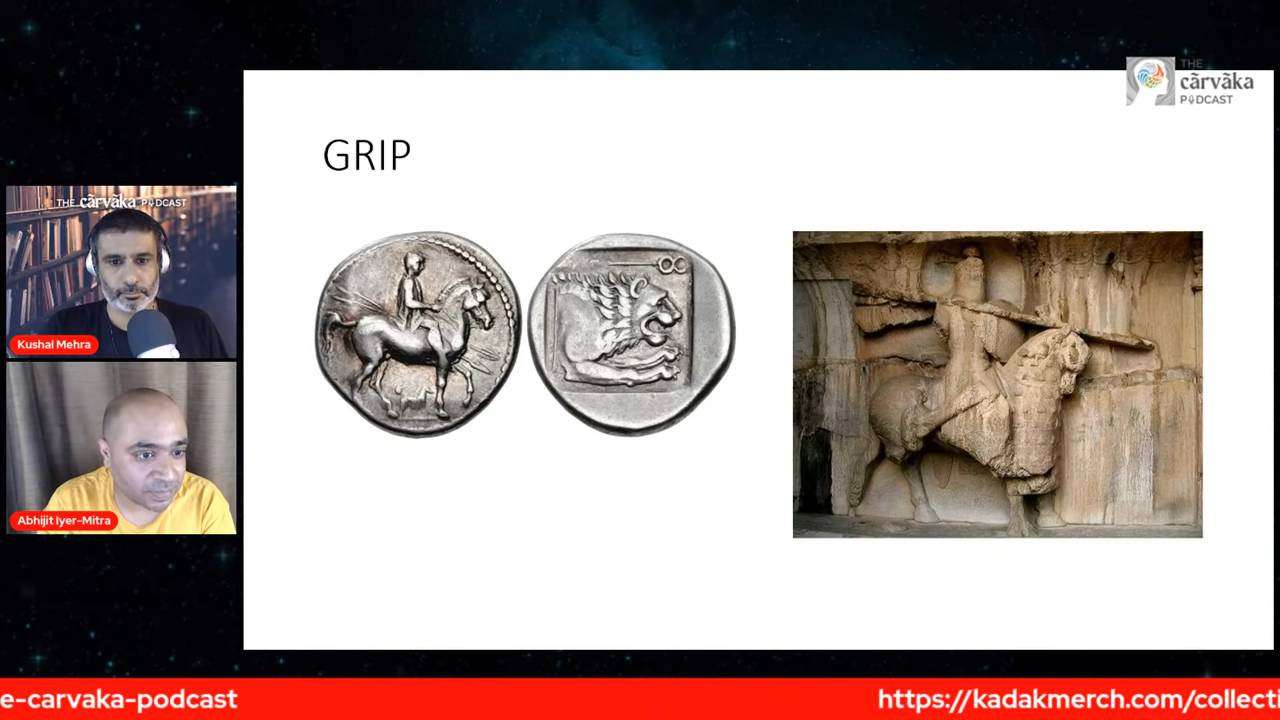 THE
cārvāka
PODCAST
GRIP
THE cārvāka PODCAST
Kushal Mehra
Abhijit Iyer-Mitra
e-carvaka-podcast
https://kadakmerch.com/collecti